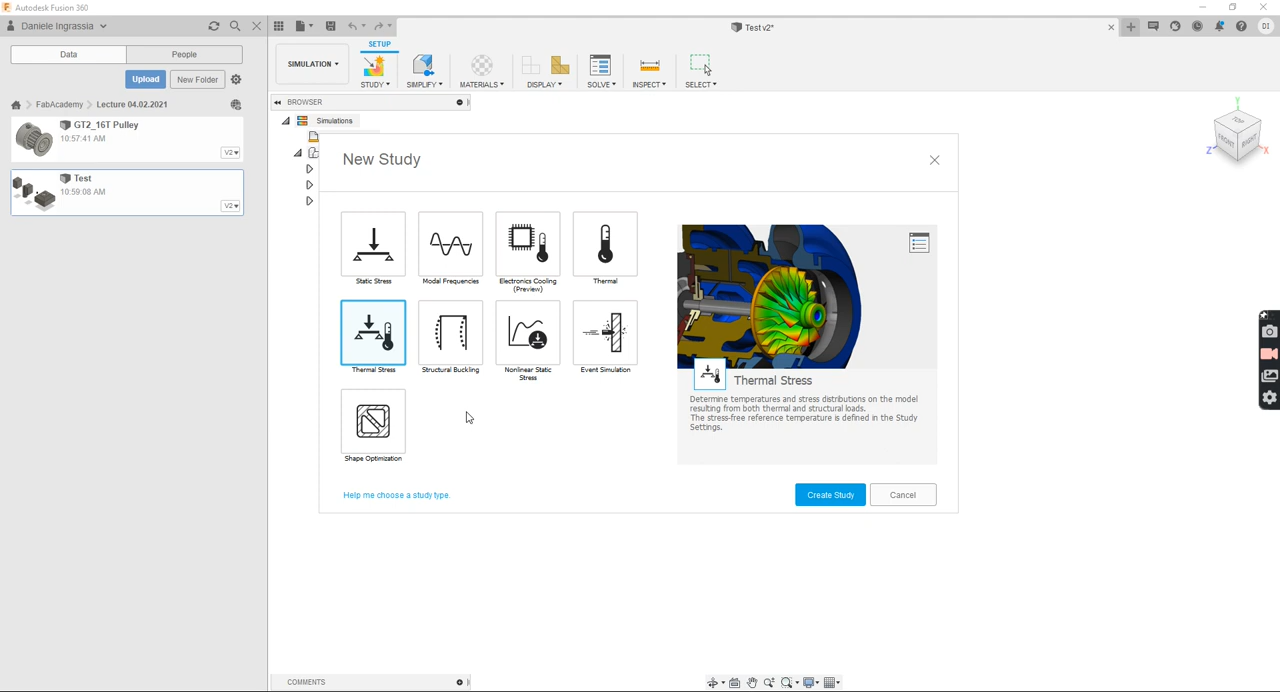 Autodesk Fusion 360
Daniele Ingrassia
Test v2*
DI
Data
People
Upload
New Folder
FabAcademy
Lecture 04.02.2021
GT2_16T Pulley
10:57:41 AM
V2
Test
10:59:08 AM
V2
SIMULATION
SETUP
STUDY
SIMPLIFY
MATERIALS
DISPLAY
SOLVE
INSPECT
SELECT
BROWSER
Simulations
TOP
FRONT
RIGHT
Y
Z
X
New Study
Static Stress
Modal Frequencies
Electronics Cooling
(Preview)
Thermal
Thermal Stress
Structural Buckling
Nonlinear Static
Stress
Event Simulation
Shape Optimization
Thermal Stress
Determine temperatures and stress distributions on the model
resulting from both thermal and structural loads.
The stress-free reference temperature is defined in the Study
Settings.
Help me choose a study type.
Create Study
Cancel
COMMENTS